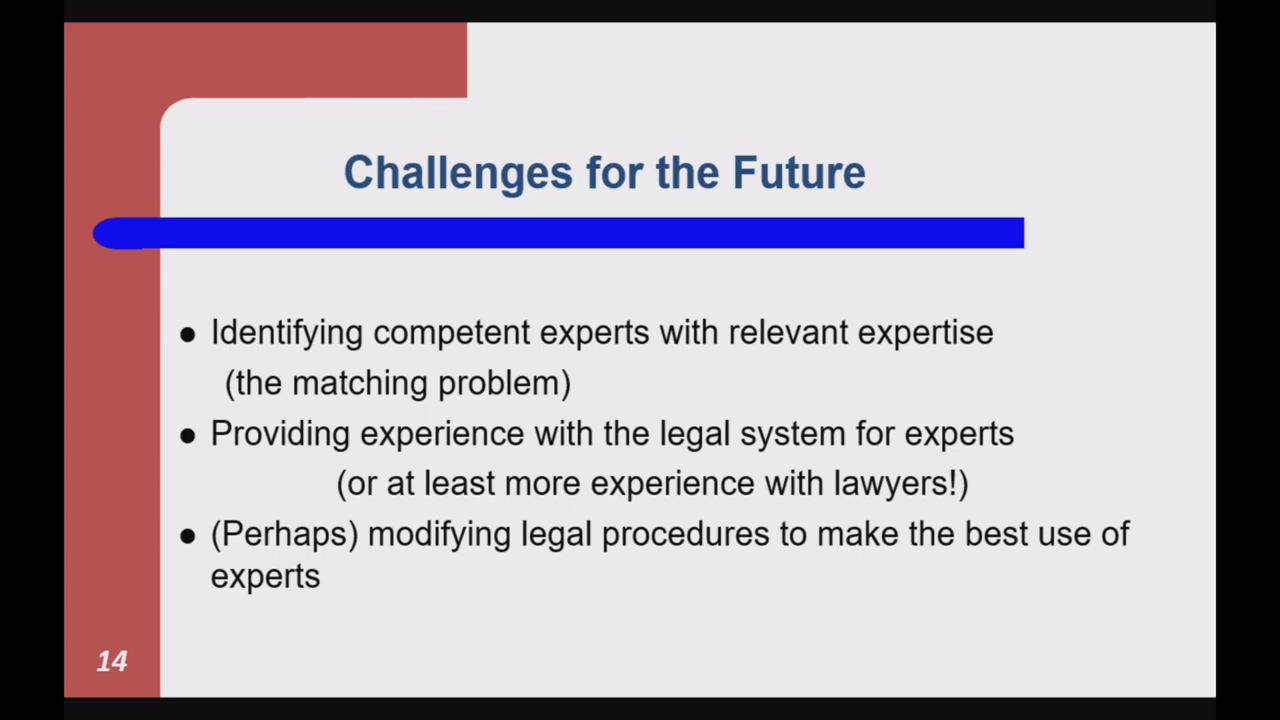 Challenges for the Future
● Identifying competent experts with relevant expertise
(the matching problem)
● Providing experience with the legal system for experts
(or at least more experience with lawyers!)
● (Perhaps) modifying legal procedures to make the best use of
experts
14